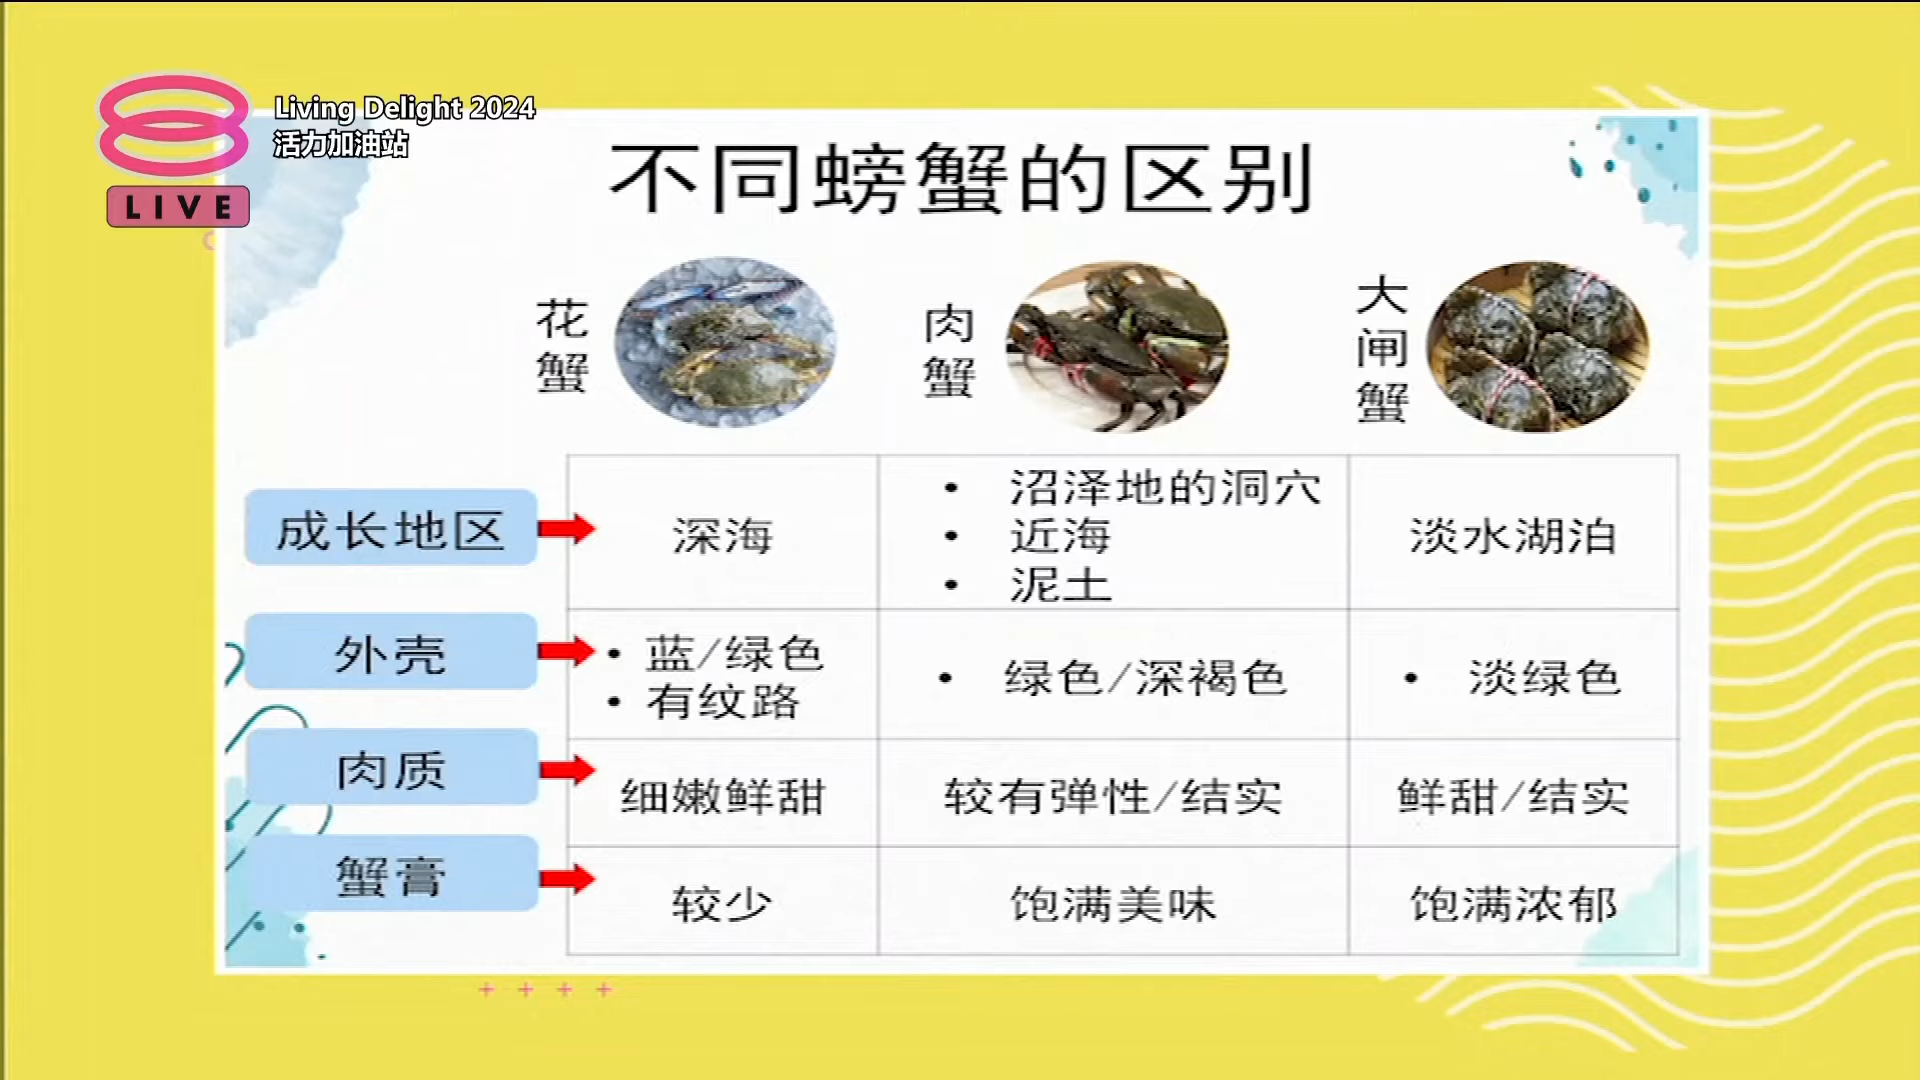 Living Delight 2024
活力加油站
LIVE
不同螃蟹的区别
花蟹
肉蟹
大闸蟹
成长地区
深海
• 沼泽地的洞穴
• 近海
• 泥土
淡水湖泊
外壳
• 蓝/绿色
• 有纹路
• 绿色/深褐色
• 淡绿色
肉质
细嫩鲜甜
较有弹性/结实
鲜甜/结实
蟹膏
较少
饱满美味
饱满浓郁